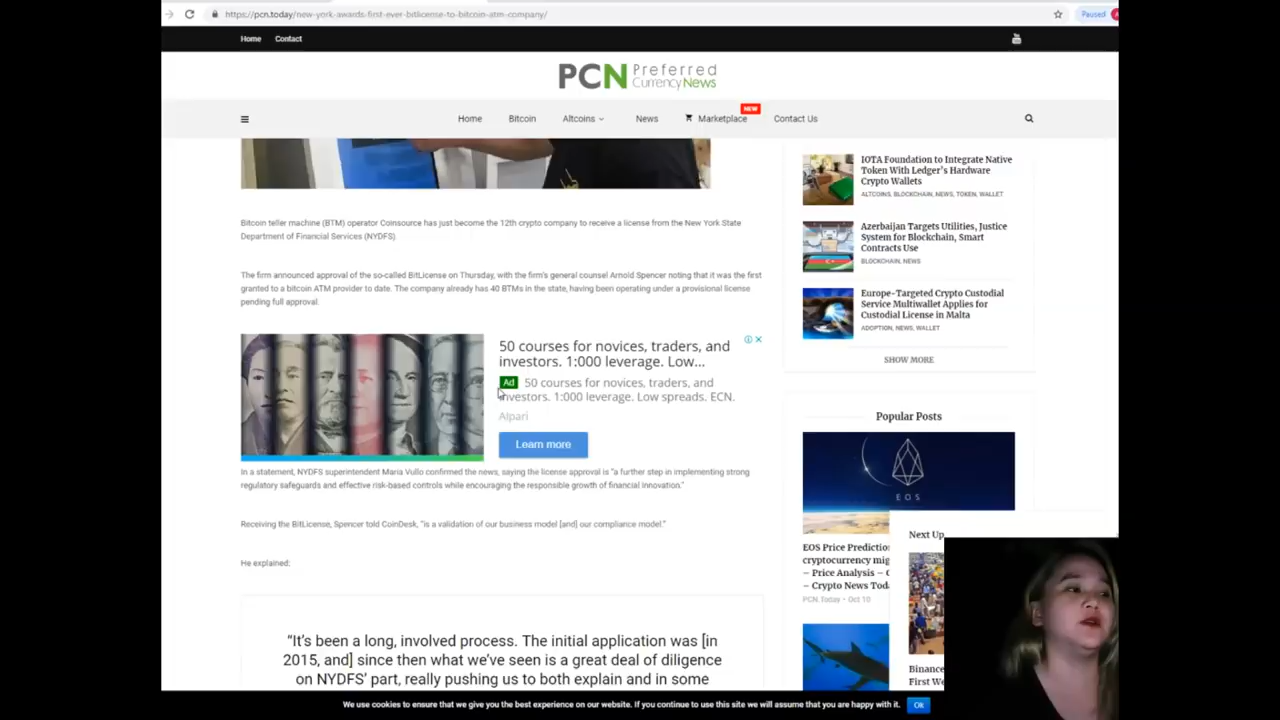 https://pcn.today/new-york-awards-first-ever-bitlicense-to-bitcoin-atm-company/
Paused
Home Contact
PCN Preferred
CurrencyNews
NEW
Home Bitcoin Altcoins News Marketplace Contact Us
Bitcoin teller machine (BTM) operator Coinsource has just become the 12th crypto company to receive a license from the New York State
Department of Financial Services (NYDFS).
The firm announced approval of the so-called BitLicense on Thursday, with the firm's general counsel Arnold Spencer noting that it was the first
granted to a bitcoin ATM provider to date. The company already has 40 BTMs in the state, having been operating under a provisional license
pending full approval.
50 courses for novices, traders, and
investors. 1:000 leverage. Low...
Ad 50 courses for novices, traders, and
investors. 1:000 leverage. Low spreads. ECN.
Alpari
Learn more
In a statement, NYDFS superintendent Maria Vullo confirmed the news, saying the license approval is "a further step in implementing strong
regulatory safeguards and effective risk-based controls while encouraging the responsible growth of financial innovation."
Receiving the BitLicense, Spencer told CoinDesk, "is a validation of our business model [and] our compliance model."
He explained:
"It's been a long, involved process. The initial application was [in
2015, and] since then what we've seen is a great deal of diligence
on NYDFS' part, really pushing us to both explain and in some
IOTA Foundation to Integrate Native
Token With Ledger's Hardware
Crypto Wallets
ALTCOINS, BLOCKCHAIN, NEWS, TOKEN, WALLET
Azerbaijan Targets Utilities, Justice
System for Blockchain, Smart
Contracts Use
BLOCKCHAIN, NEWS
Europe-Targeted Crypto Custodial
Service Multiwallet Applies for
Custodial License in Malta
ADOPTION, NEWS, WALLET
SHOW MORE
Popular Posts
EOS
EOS Price Prediction
cryptocurrency mig
– Price Analysis –
– Crypto News Tod
PCN.Today • Oct 10
Next Up
Binance
First We
We use cookies to ensure that we give you the best experience on our website. If you continue to use this site we will assume that you are happy with it. Ok